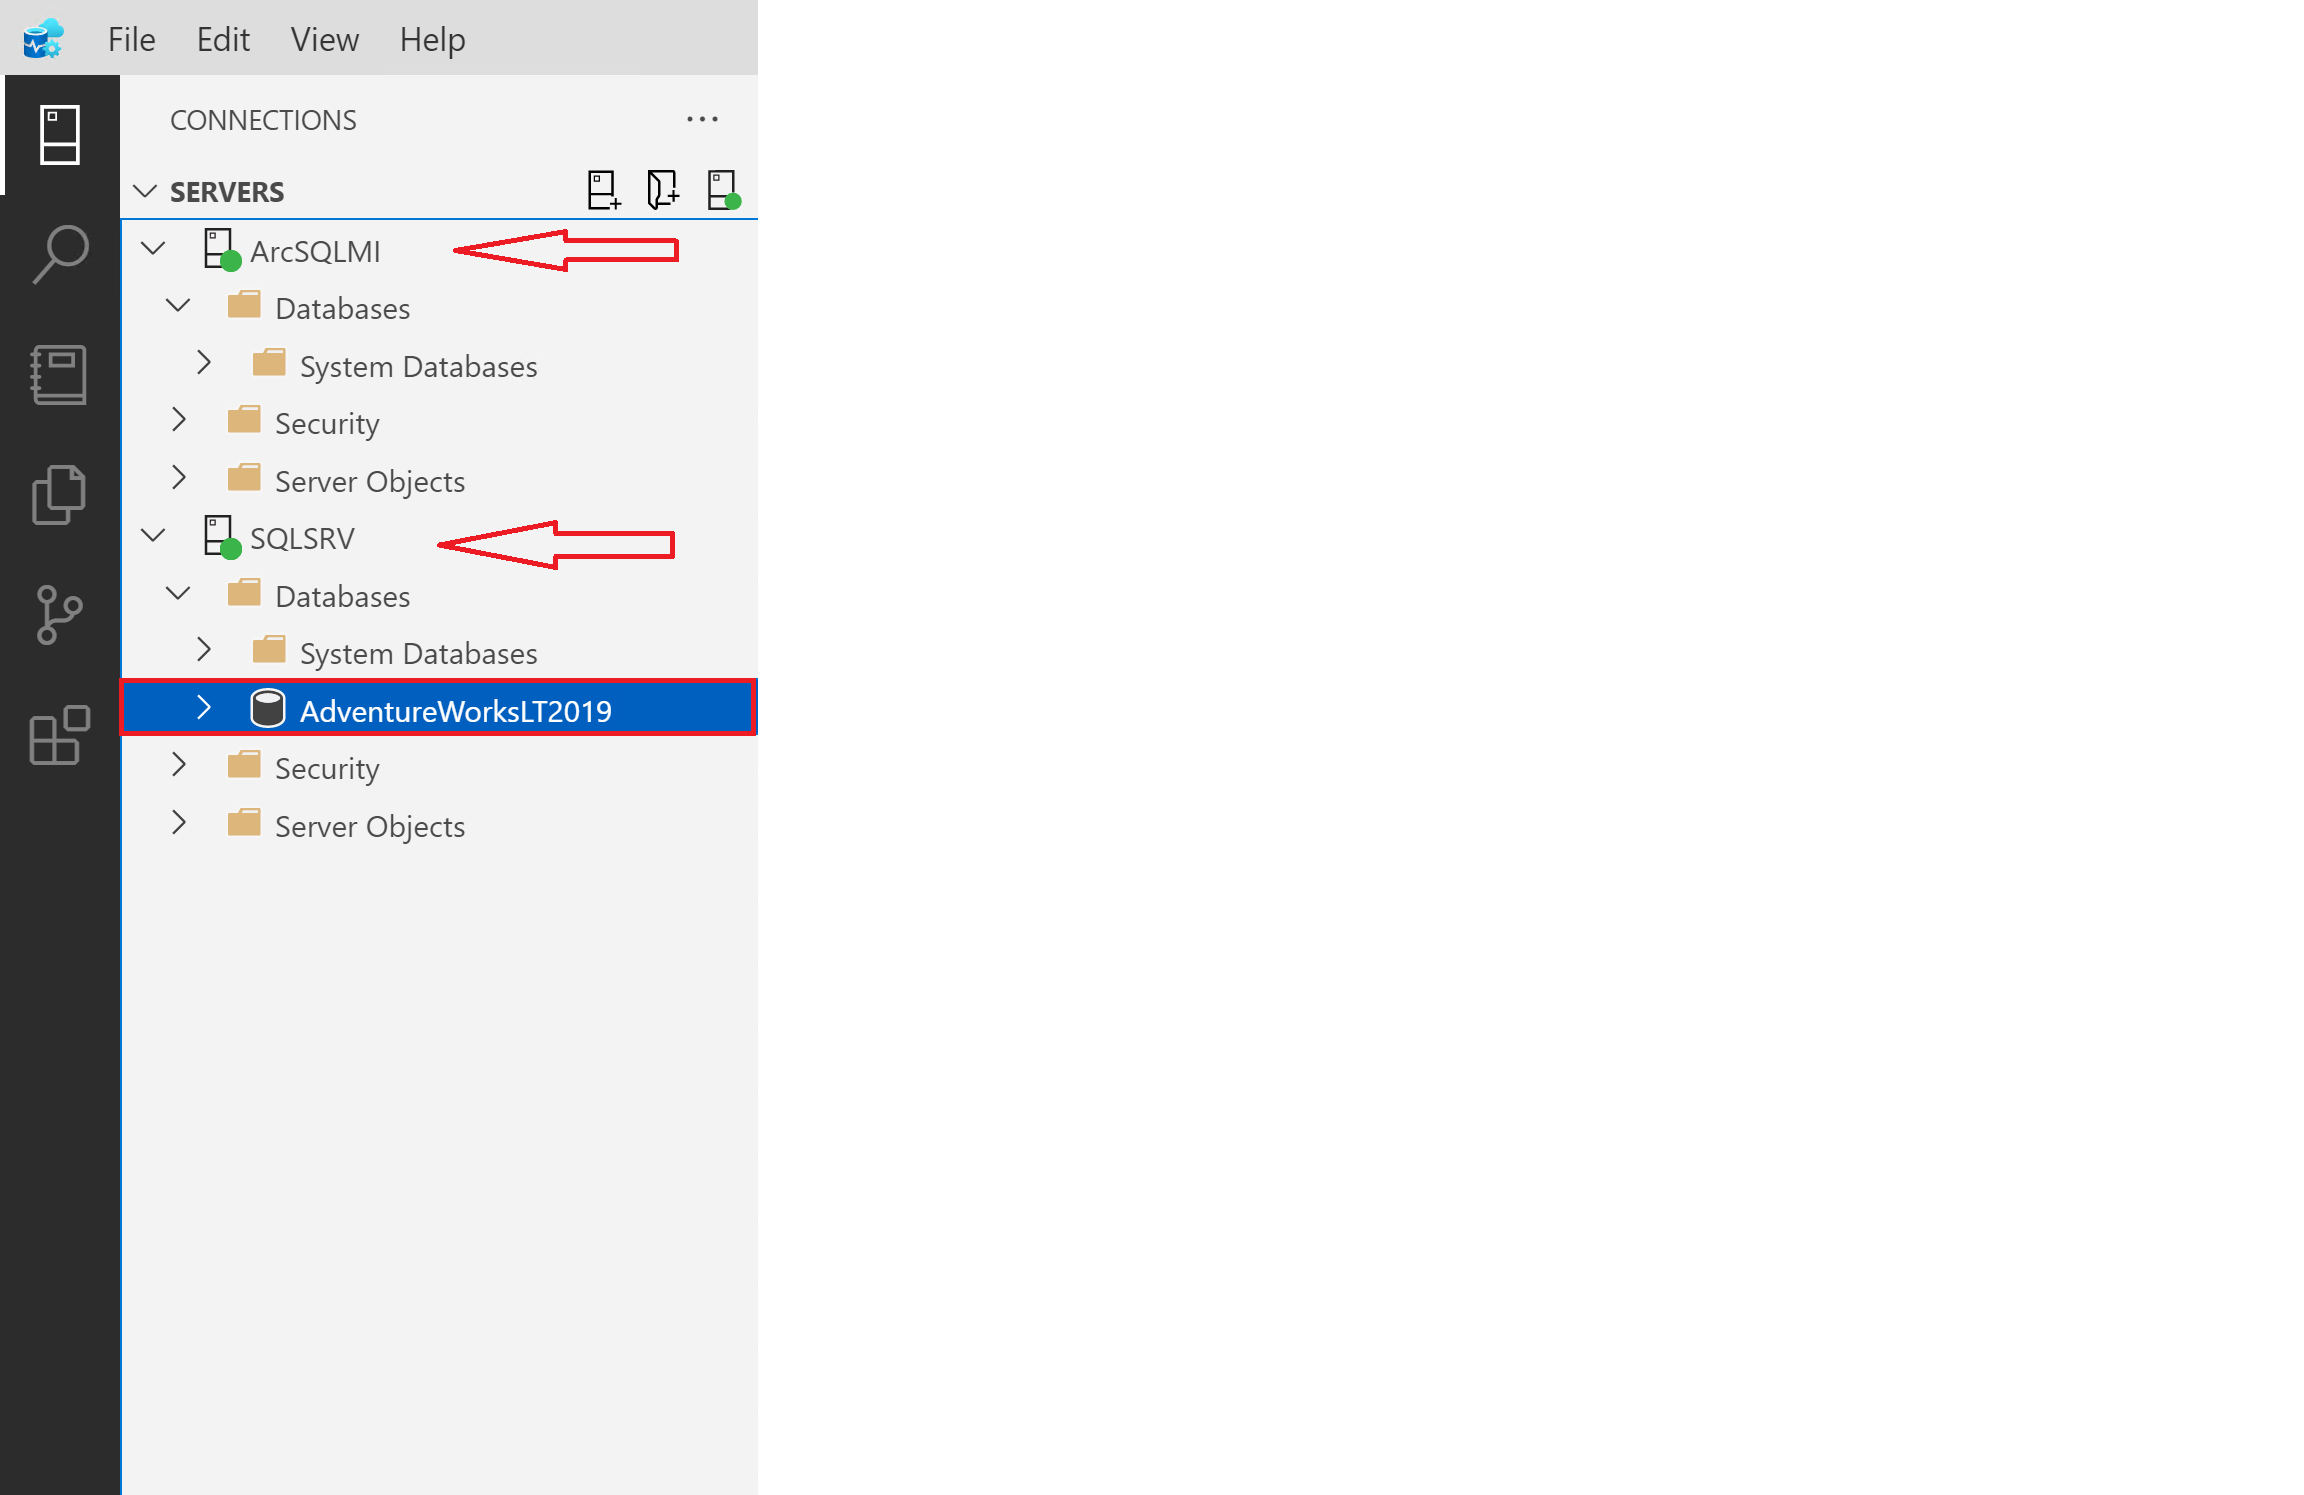 File Edit View Help
CONNECTIONS
SERVERS
ArcSQLMI
Databases
System Databases
Security
Server Objects
SQLSRV
Databases
System Databases
AdventureWorksLT2019
Security
Server Objects